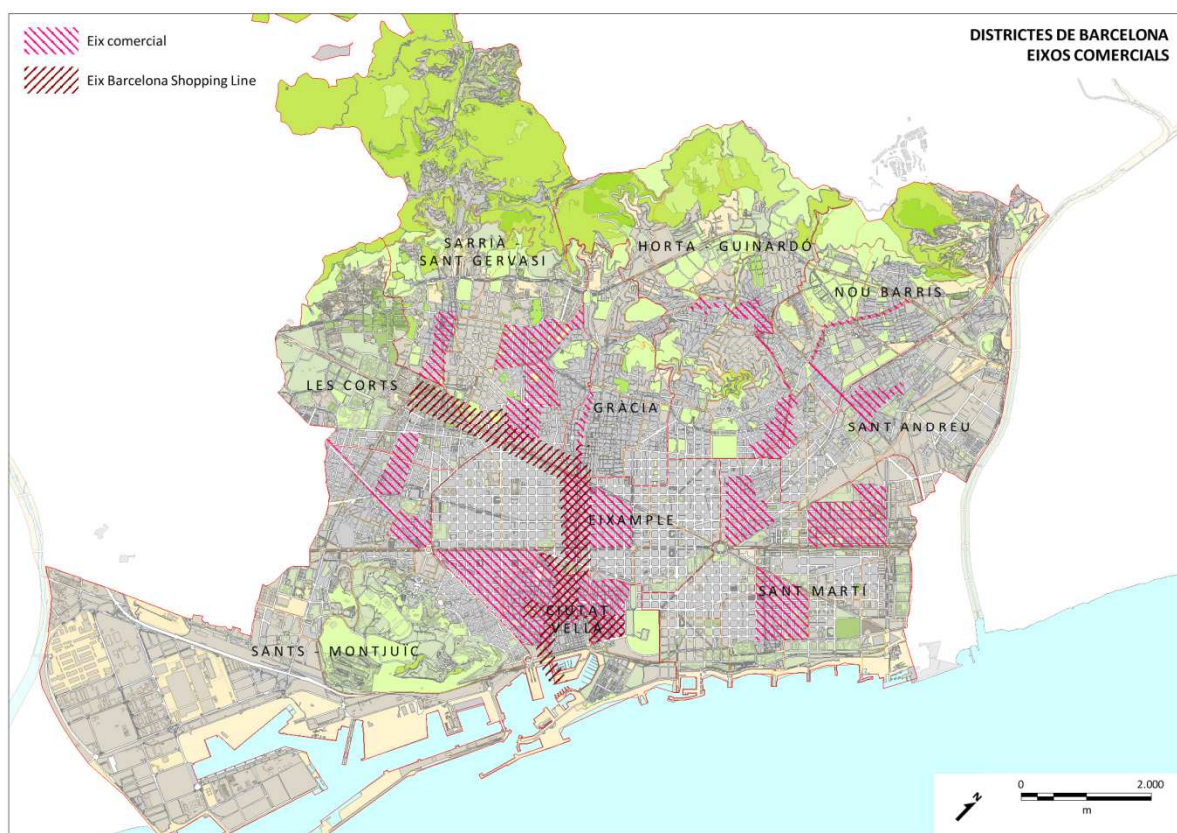 Eix comercial
Eix Barcelona Shopping Line
DISTRICTES DE BARCELONA
EIXOS COMERCIALS
SARRIÀ -
SANT GERVASI
HORTA - GUINARDÓ
NOU BARRIS
LES CORTS
GRÀCIA
SANT ANDREU
EIXAMPLE
SANT MARTÍ
CIUTAT
VELLA
SANTS - MONTJUÏC
N
0 2.000
m